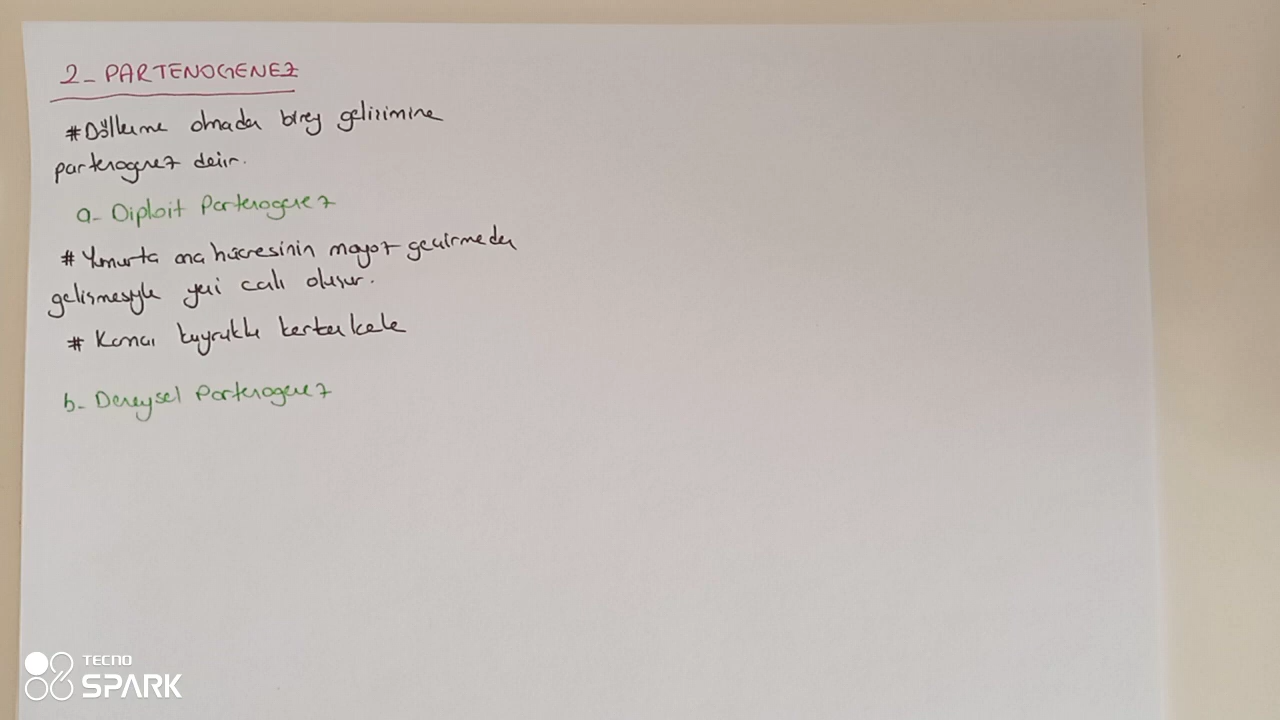 2- PARTENOGENEZ
# Döllenme olmadan birey gelişimine
partenogenez denir.
a- Diploit Partenogenez
# Yumurta ana hücresinin mayoz geçirmeden
gelişmesiyle yeni canlı oluşur.
# Kamçı kuyruklu kertenkele
b- Deneysel Partenogenez
TECNO
SPARK